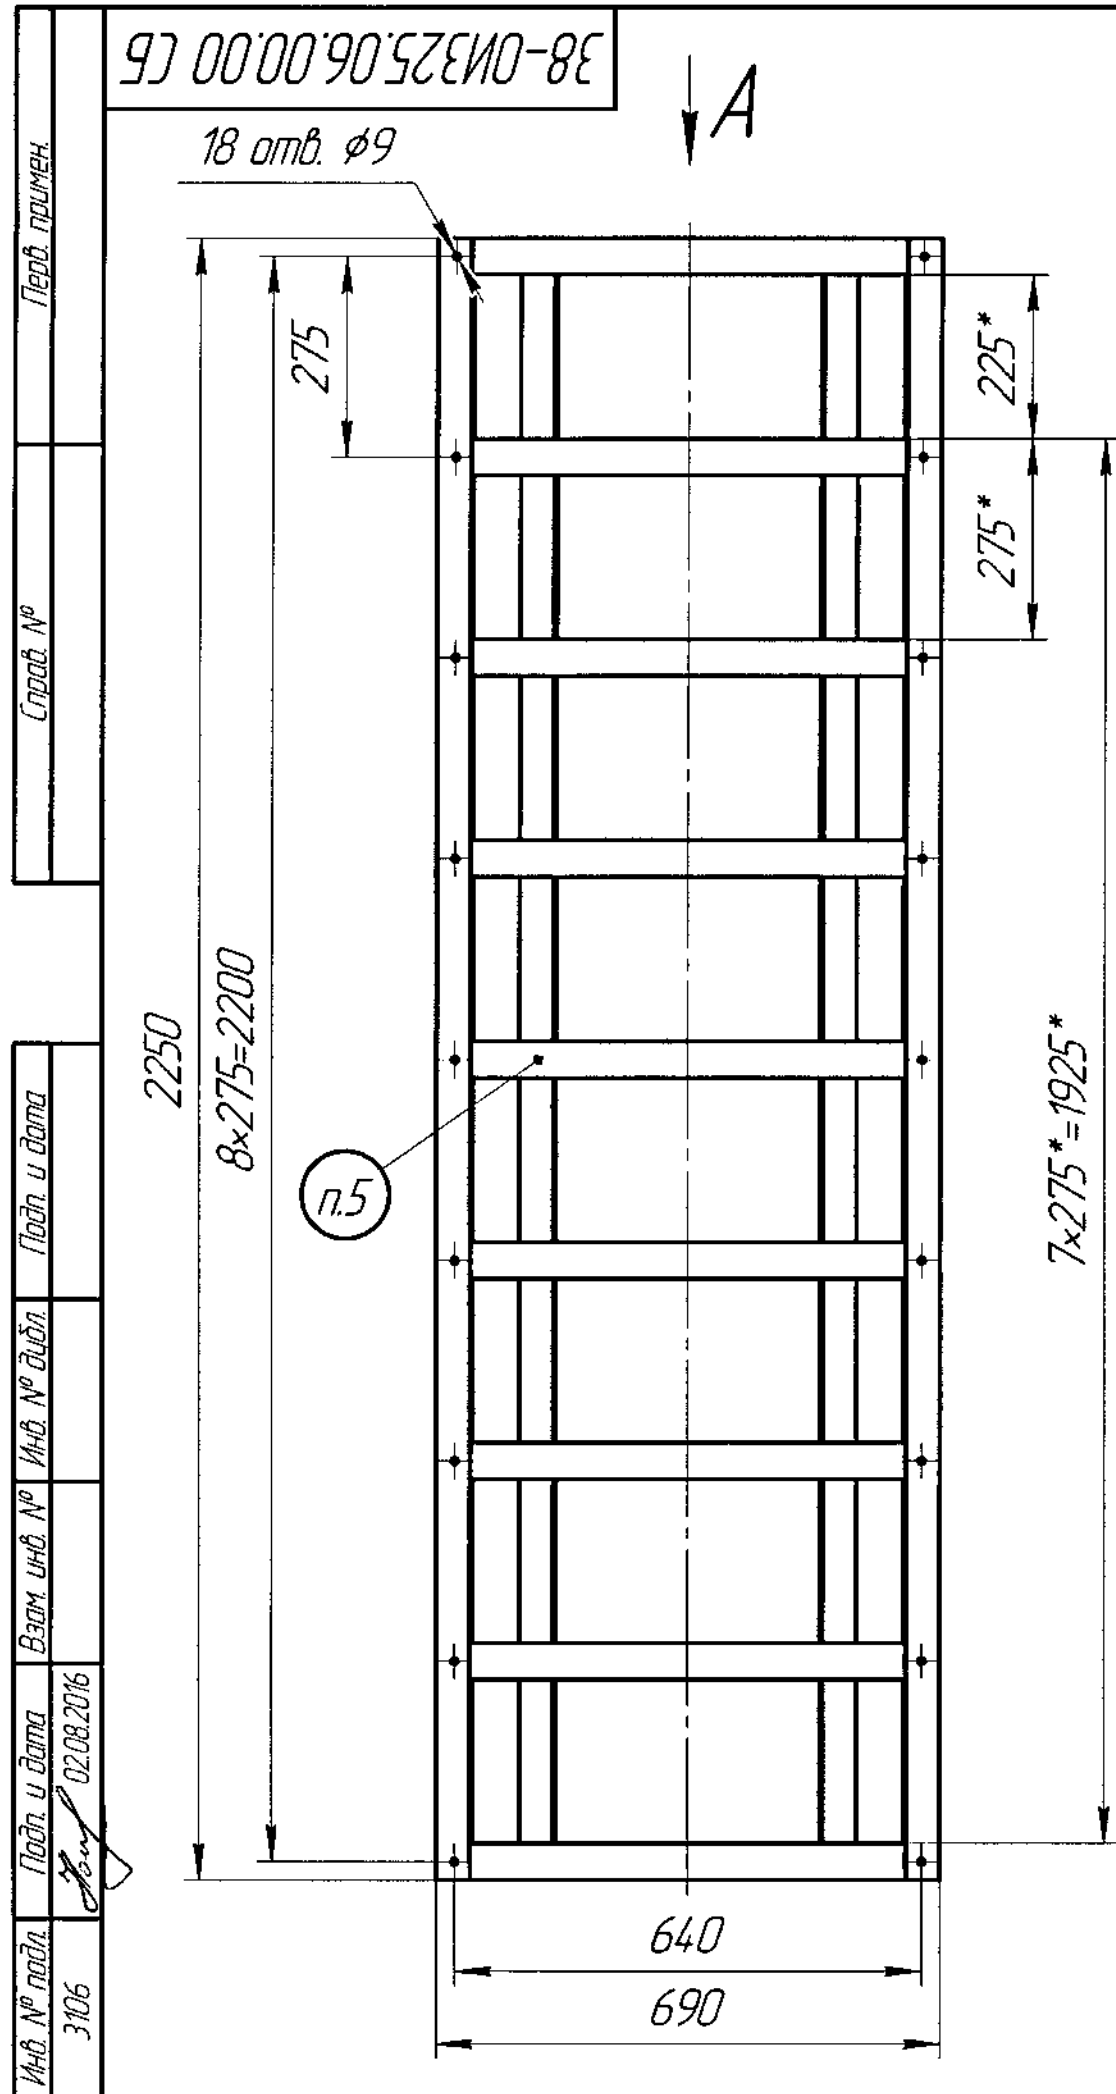 38-ОИ325.06.00.00 СБ
А
18 отв. ϕ9
Перв. примен.
275
225*
275*
Справ. №
2250
8×275=2200
п.5
7×275*=1925*
Подп. и дата
Инв. № дубл.
Взам. инв. №
Подп. и дата
02.08.2016
Инв. № подл.
3106
640
690